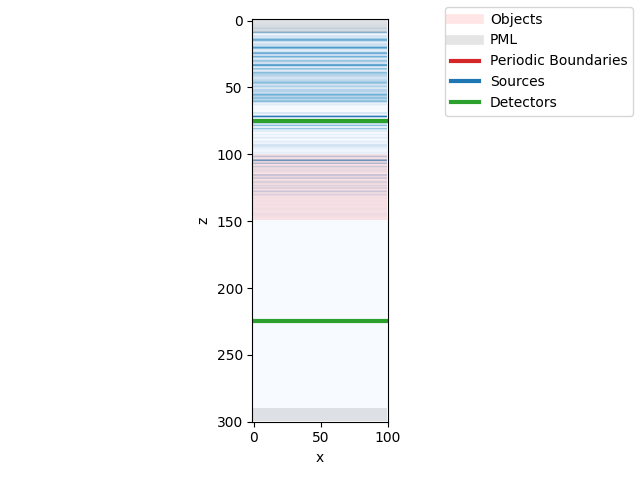 Objects
PML
Periodic Boundaries
Sources
Detectors
0
50
100
150
200
250
300
z
0 50 100
x